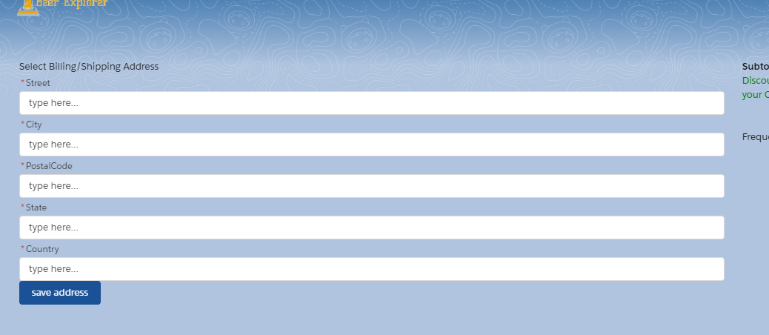 Beer Explorer
Select Billing/Shipping Address
*Street
type here...
*City
type here...
*PostalCode
type here...
*State
type here...
*Country
type here...
save address
Subto
Discou
your C
Freque